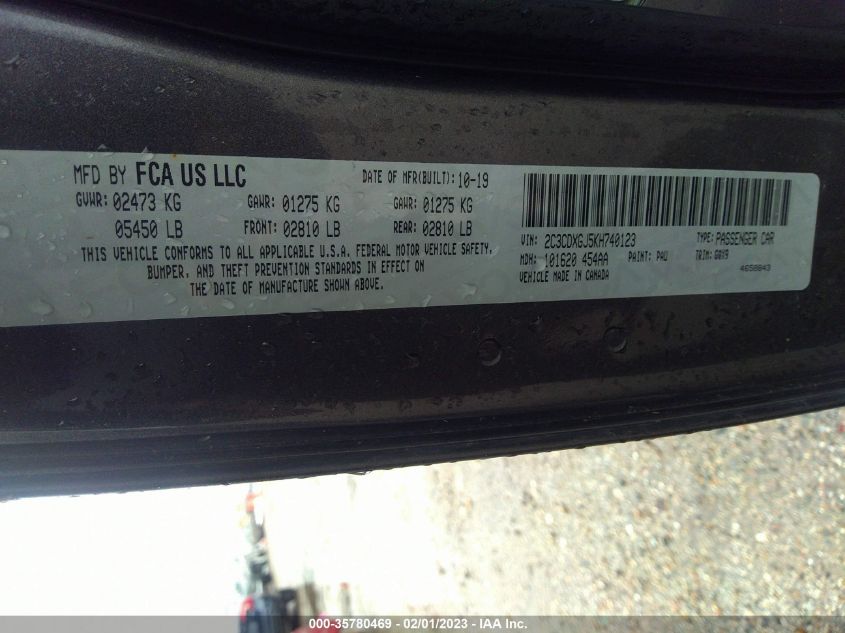 MFD BY FCA US LLC DATE OF MFR(BUILT): 10-19
GVWR: 02473 KG GAWR: 01275 KG GAWR: 01275 KG
05450 LB FRONT: 02810 LB REAR: 02810 LB
THIS VEHICLE CONFORMS TO ALL APPLICABLE U.S.A. FEDERAL MOTOR VEHICLE SAFETY,
BUMPER, AND THEFT PREVENTION STANDARDS IN EFFECT ON
THE DATE OF MANUFACTURE SHOWN ABOVE.
VIN: 2C3CDXGJ5KH740123 TYPE: PASSENGER CAR
MDH: 101620 454AA PAINT: PAU TRIM: G8X9
VEHICLE MADE IN CANADA 4658843
000-35780469 - 02/01/2023 - IAA Inc.